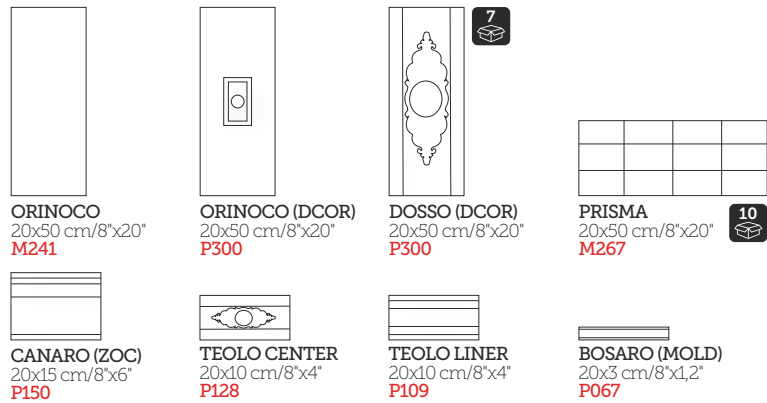 7
ORINOCO
20x50 cm/8"x20"
M241
ORINOCO (DCOR)
20x50 cm/8"x20"
P300
DOSSO (DCOR)
20x50 cm/8"x20"
P300
PRISMA
20x50 cm/8"x20"
M267
10
CANARO (ZOC)
20x15 cm/8"x6"
P150
TEOLO CENTER
20x10 cm/8"x4"
P128
TEOLO LINER
20x10 cm/8"x4"
P109
BOSARO (MOLD)
20x3 cm/8"x1,2"
P067